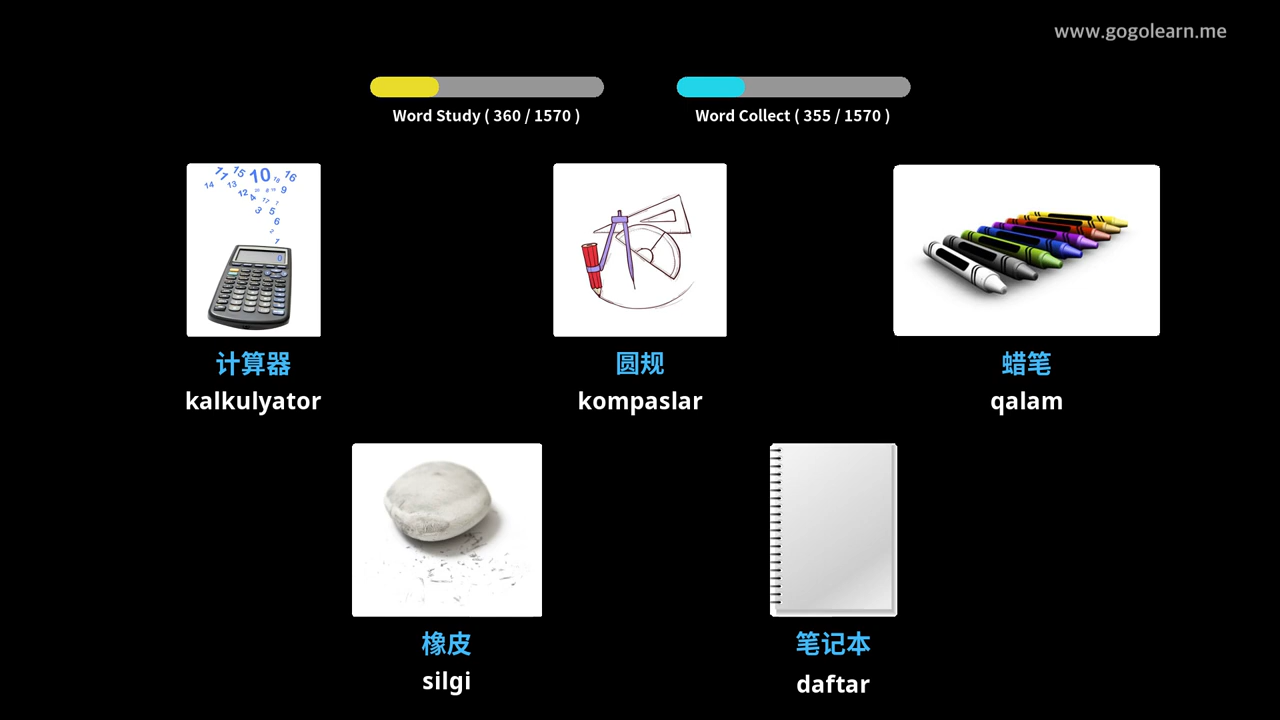 www.gogolearn.me
Word Study ( 360 / 1570 )
Word Collect ( 355 / 1570 )
计算器
kalkulyator
圆规
kompaslar
蜡笔
qalam
橡皮
silgi
笔记本
daftar